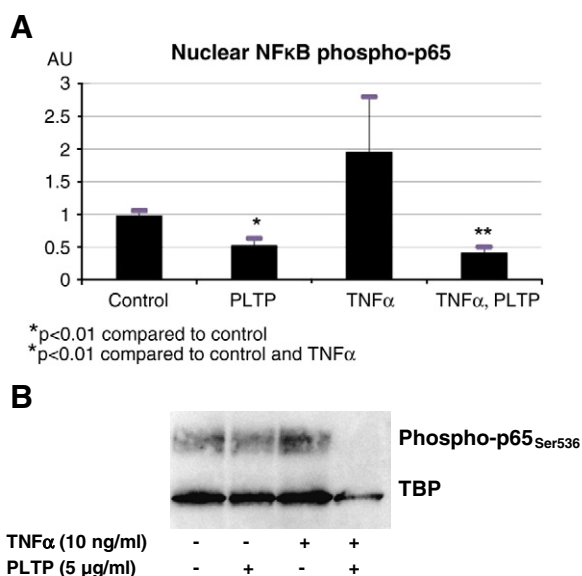 A
Nuclear NFκB phospho-p65
AU
3
2.5
2
1.5
1
0.5
0
*
**
Control PLTP TNFα TNFα, PLTP
*p<0.01 compared to control
*p<0.01 compared to control and TNFα
B
Phospho-p65Ser536
TBP
TNFα (10 ng/ml) - - + +
PLTP (5 µg/ml) - + - +